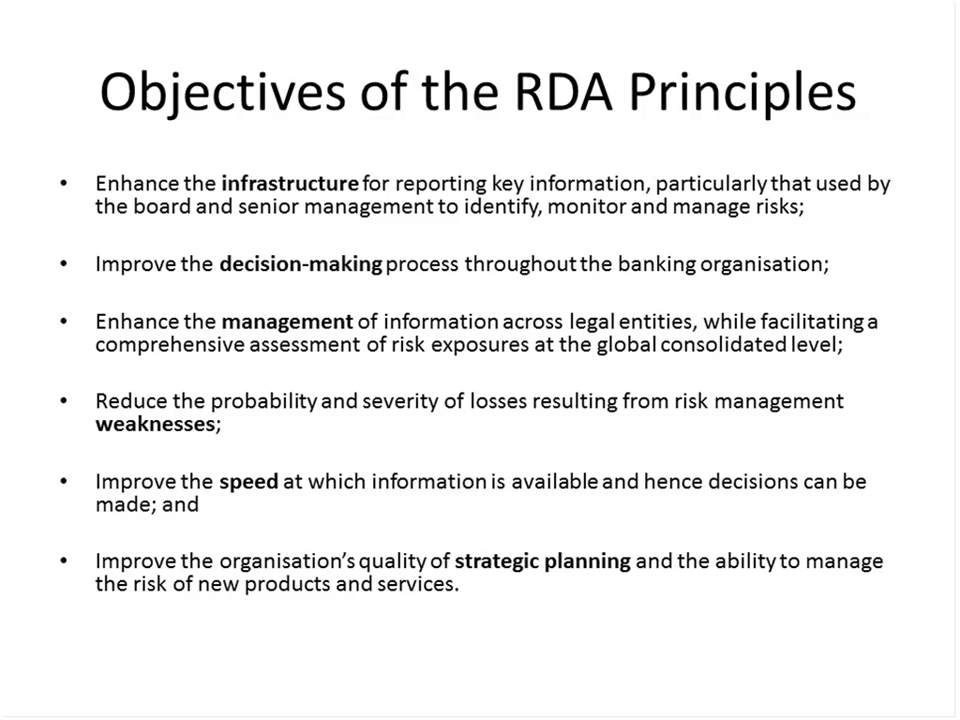 Objectives of the RDA Principles
• Enhance the infrastructure for reporting key information, particularly that used by
the board and senior management to identify, monitor and manage risks;
• Improve the decision-making process throughout the banking organisation;
• Enhance the management of information across legal entities, while facilitating a
comprehensive assessment of risk exposures at the global consolidated level;
• Reduce the probability and severity of losses resulting from risk management
weaknesses;
• Improve the speed at which information is available and hence decisions can be
made; and
• Improve the organisation’s quality of strategic planning and the ability to manage
the risk of new products and services.